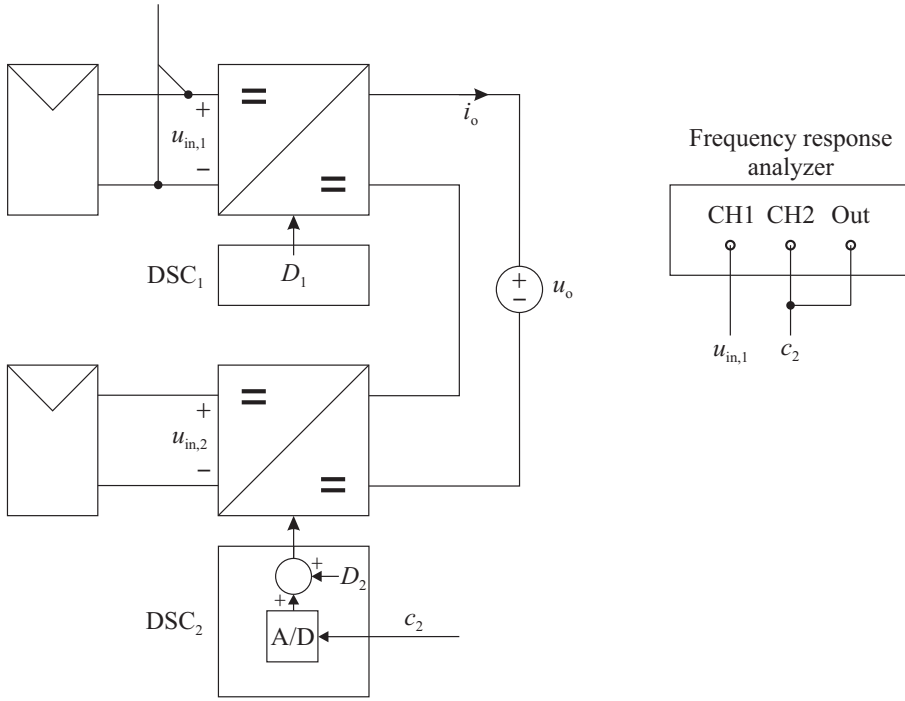 +
u_in,1
−
i_o
Frequency response
analyzer
CH1 CH2 Out
DSC_1
D_1
+
−
u_o
u_in,1
c_2
+
u_in,2
−
+
D_2
+
DSC_2
A/D
c_2